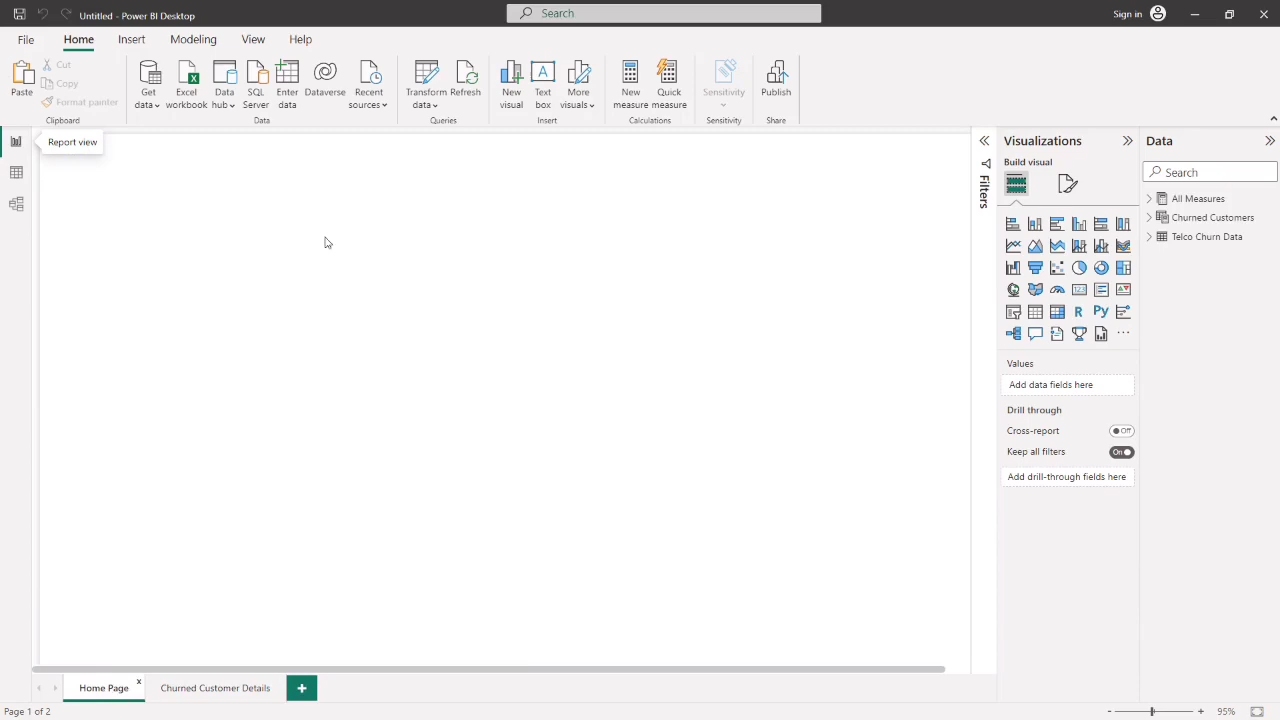 Untitled - Power BI Desktop
Search
Sign in
File
Home
Insert
Modeling
View
Help
Paste
Cut
Copy
Format painter
Clipboard
Get data
Excel workbook
Data hub
SQL Server
Enter data
Dataverse
Recent sources
Data
Transform data
Refresh
Queries
New visual
Text box
More visuals
Insert
New measure
Quick measure
Calculations
Sensitivity
Sensitivity
Publish
Share
Report view
Filters
Visualizations
Build visual
123
R
Py
Values
Add data fields here
Drill through
Cross-report
Off
Keep all filters
On
Add drill-through fields here
Data
Search
All Measures
Churned Customers
Telco Churn Data
Home Page
x
Churned Customer Details
+
Page 1 of 2
- + 95%